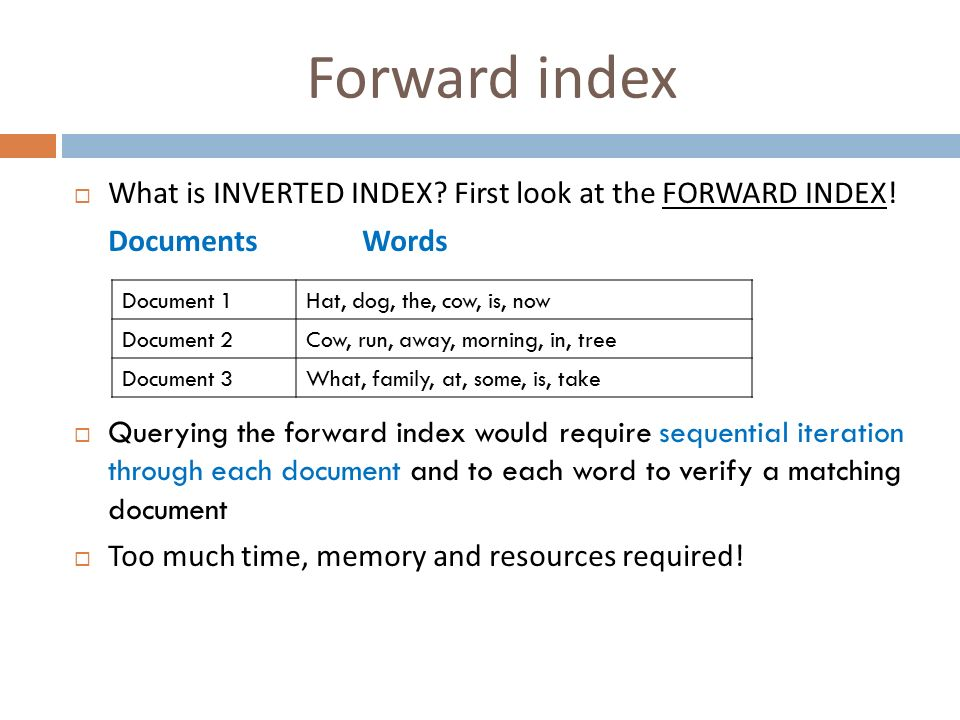 Forward index
What is INVERTED INDEX? First look at the FORWARD INDEX!
Documents Words
Document 1 Hat, dog, the, cow, is, now
Document 2 Cow, run, away, morning, in, tree
Document 3 What, family, at, some, is, take
Querying the forward index would require sequential iteration
through each document and to each word to verify a matching
document
Too much time, memory and resources required!